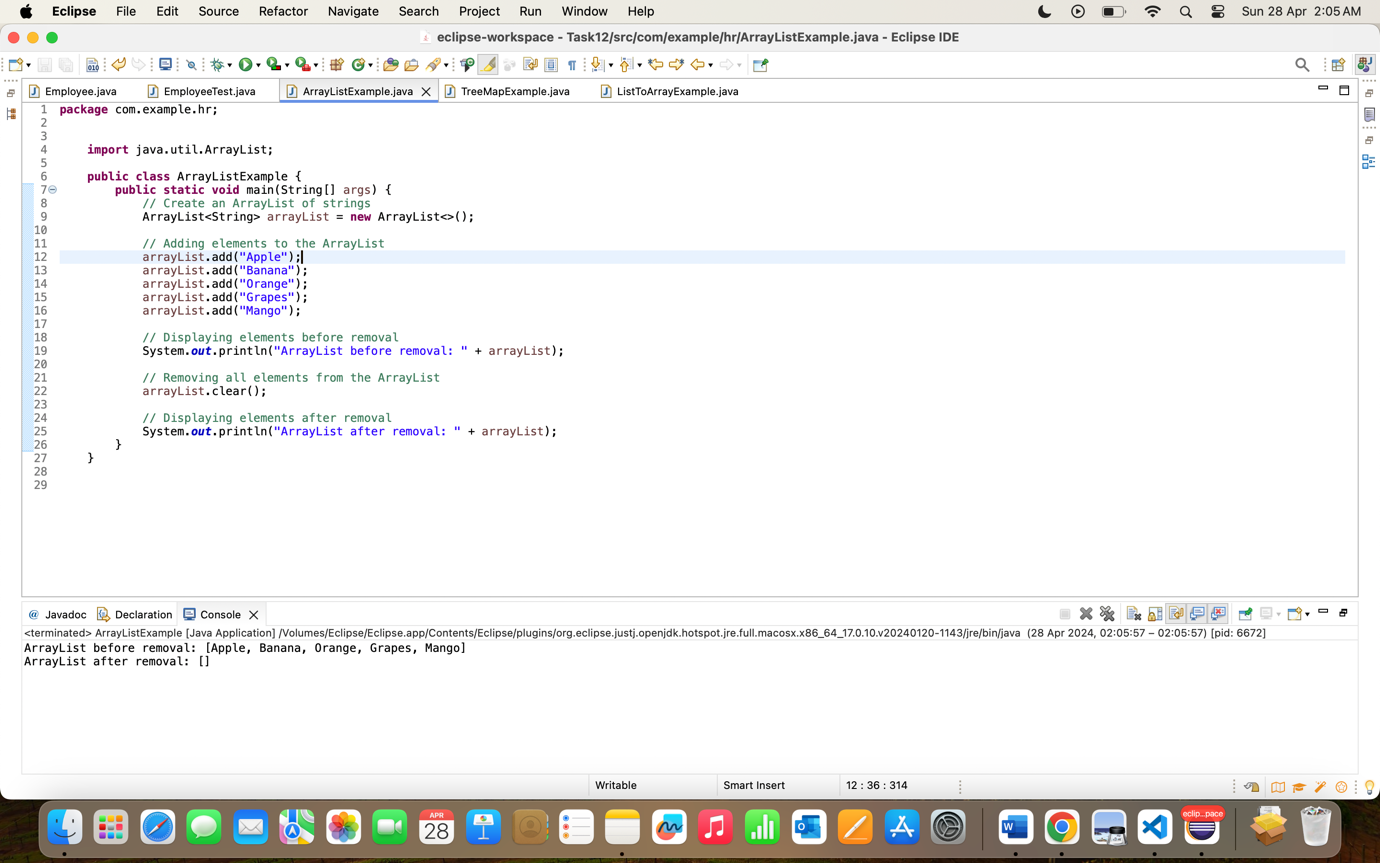 Eclipse File Edit Source Refactor Navigate Search Project Run Window Help Sun 28 Apr 2:05 AM
eclipse-workspace - Task12/src/com/example/hr/ArrayListExample.java - Eclipse IDE
010
Employee.java EmployeeTest.java ArrayListExample.java TreeMapExample.java ListToArrayExample.java
1 package com.example.hr;
2
3
4 import java.util.ArrayList;
5
6 public class ArrayListExample {
7 public static void main(String[] args) {
8 // Create an ArrayList of strings
9 ArrayList<String> arrayList = new ArrayList<>();
10
11 // Adding elements to the ArrayList
12 arrayList.add("Apple");
13 arrayList.add("Banana");
14 arrayList.add("Orange");
15 arrayList.add("Grapes");
16 arrayList.add("Mango");
17
18 // Displaying elements before removal
19 System.out.println("ArrayList before removal: " + arrayList);
20
21 // Removing all elements from the ArrayList
22 arrayList.clear();
23
24 // Displaying elements after removal
25 System.out.println("ArrayList after removal: " + arrayList);
26 }
27 }
28
29
@ Javadoc Declaration Console
<terminated> ArrayListExample [Java Application] /Volumes/Eclipse/Eclipse.app/Contents/Eclipse/plugins/org.eclipse.justj.openjdk.hotspot.jre.full.macosx.x86_64_17.0.10.v20240120-1143/jre/bin/java (28 Apr 2024, 02:05:57 – 02:05:57) [pid: 6672]
ArrayList before removal: [Apple, Banana, Orange, Grapes, Mango]
ArrayList after removal: []
Writable Smart Insert 12 : 36 : 314
APR
28
eclip...pace